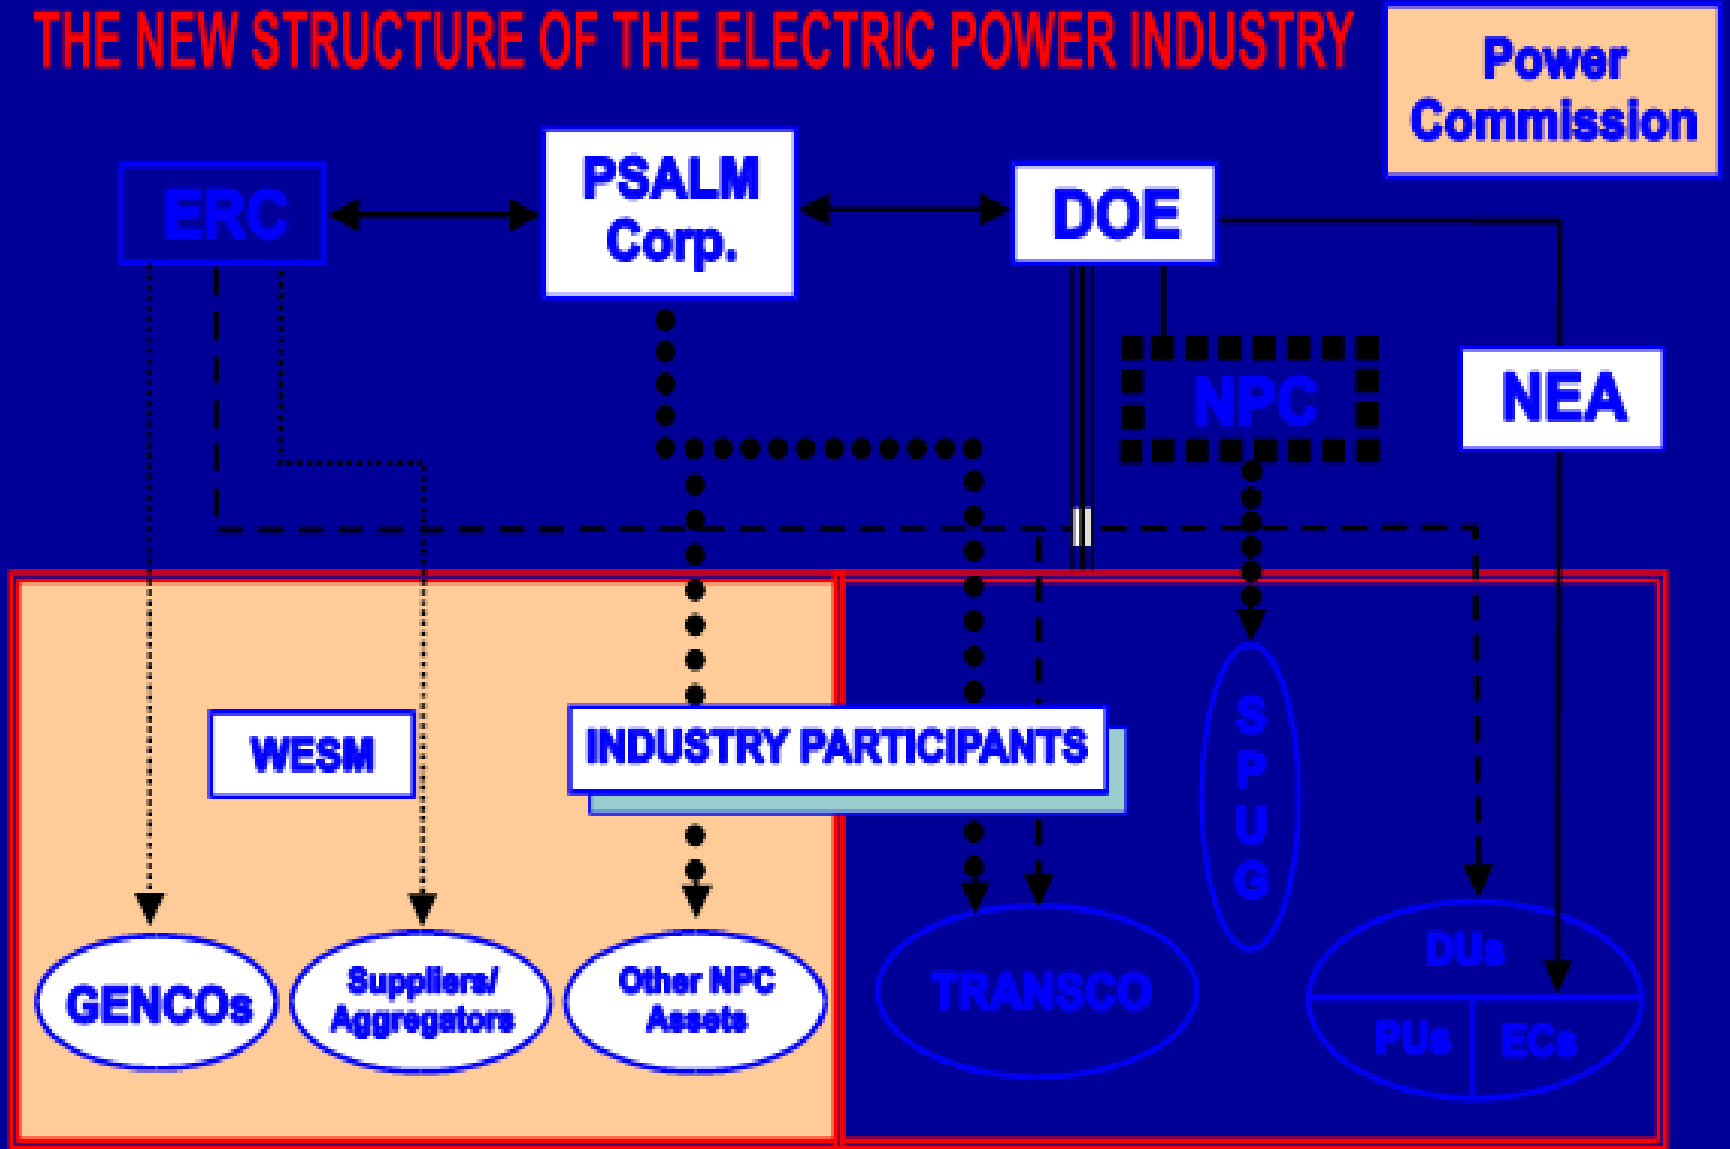 THE NEW STRUCTURE OF THE ELECTRIC POWER INDUSTRY
Power
Commission
ERC
PSALM
Corp.
DOE
NPC
NEA
WESM
INDUSTRY PARTICIPANTS
S
P
U
G
GENCOs
Suppliers/
Aggregators
Other NPC
Assets
TRANSCO
DUs
PUs
ECs